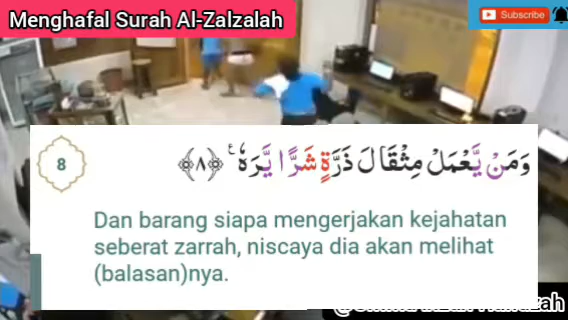 Menghafal Surah Al-Zalzalah
Subscribe
8
وَمَنْ يَّعْمَلْ مِثْقَالَ ذَرَّةٍ شَرًّا يَّرَهٗ ࣖ ﴿٨﴾
Dan barang siapa mengerjakan kejahatan
seberat zarrah, niscaya dia akan melihat
(balasan)nya.